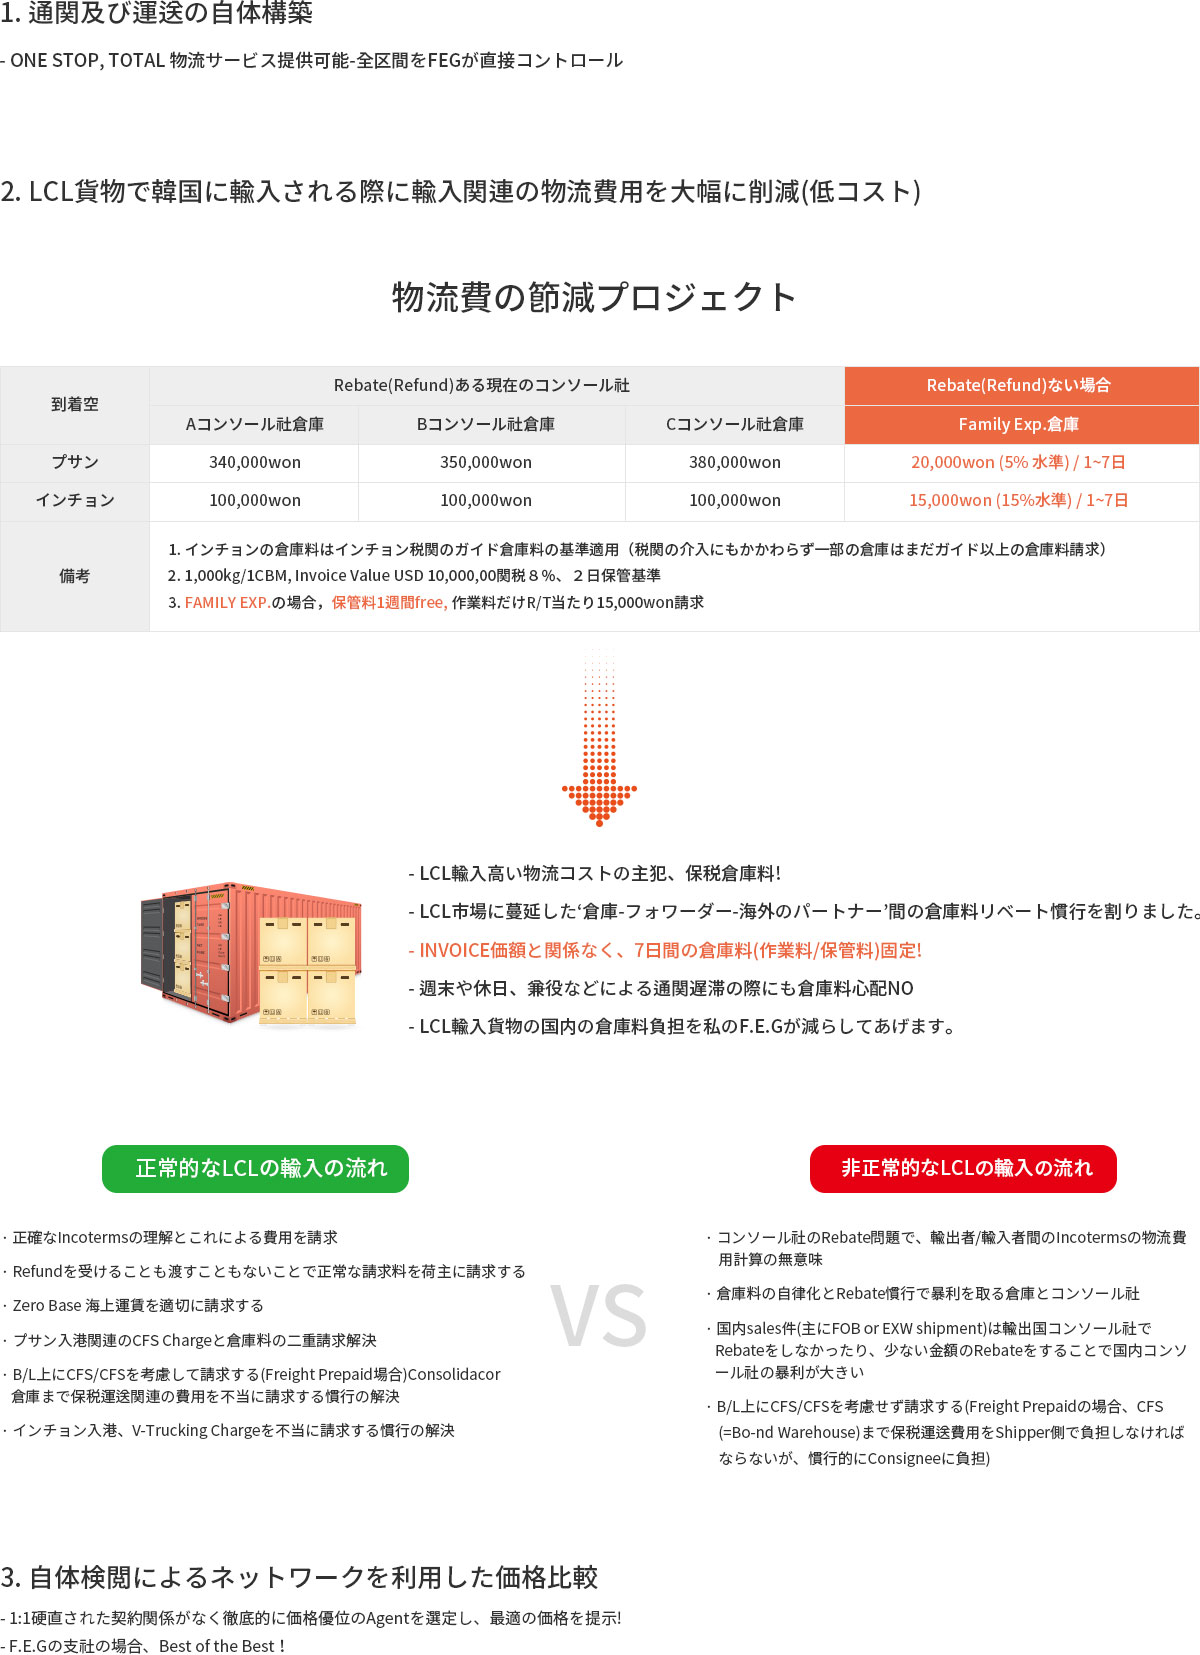 1. 通関及び運送の自体構築
- ONE STOP, TOTAL 物流サービス提供可能-全区間をFEGが直接コントロール
2. LCL貨物で韓国に輸入される際に輸入関連の物流費用を大幅に削減(低コスト)
物流費の節減プロジェクト
到着空
Rebate(Refund)ある現在のコンソール社
Rebate(Refund)ない場合
Aコンソール社倉庫
Bコンソール社倉庫
Cコンソール社倉庫
Family Exp.倉庫
プサン
340,000won
350,000won
380,000won
20,000won (5% 水準) / 1~7日
インチョン
100,000won
100,000won
100,000won
15,000won (15%水準) / 1~7日
備考
1. インチョンの倉庫料はインチョン税関のガイド倉庫料の基準適用（税関の介入にもかかわらず一部の倉庫はまだガイド以上の倉庫料請求）
2. 1,000kg/1CBM, Invoice Value USD 10,000,00関税８%、２日保管基準
3. FAMILY EXP.の場合，保管料1週間free, 作業料だけR/T当たり15,000won請求
- LCL輸入高い物流コストの主犯、保税倉庫料!
- LCL市場に蔓延した‘倉庫-フォワーダー-海外のパートナー’間の倉庫料リベート慣行を割りました。
- INVOICE価額と関係なく、7日間の倉庫料(作業料/保管料)固定!
- 週末や休日、兼役などによる通関遅滞の際にも倉庫料心配NO
- LCL輸入貨物の国内の倉庫料負担を私のF.E.Gが減らしてあげます。
正常的なLCLの輸入の流れ
· 正確なIncotermsの理解とこれによる費用を請求
· Refundを受けることも渡すこともないことで正常な請求料を荷主に請求する
· Zero Base 海上運賃を適切に請求する
· プサン入港関連のCFS Chargeと倉庫料の二重請求解決
· B/L上にCFS/CFSを考慮して請求する(Freight Prepaid場合)Consolidacor
倉庫まで保税運送関連の費用を不当に請求する慣行の解決
· インチョン入港、V-Trucking Chargeを不当に請求する慣行の解決
VS
非正常的なLCLの輸入の流れ
· コンソール社のRebate問題で、輸出者/輸入者間のIncotermsの物流費
用計算の無意味
· 倉庫料の自律化とRebate慣行で暴利を取る倉庫とコンソール社
· 国内sales件(主にFOB or EXW shipment)は輸出国コンソール社で
Rebateをしなかったり、少ない金額のRebateをすることで国内コンソ
ール社の暴利が大きい
· B/L上にCFS/CFSを考慮せず請求する(Freight Prepaidの場合、CFS
(=Bo-nd Warehouse)まで保税運送費用をShipper側で負担しなければ
ならないが、慣行的にConsigneeに負担)
3. 自体検閲によるネットワークを利用した価格比較
- 1:1硬直された契約関係がなく徹底的に価格優位のAgentを選定し、最適の価格を提示!
- F.E.Gの支社の場合、Best of the Best！